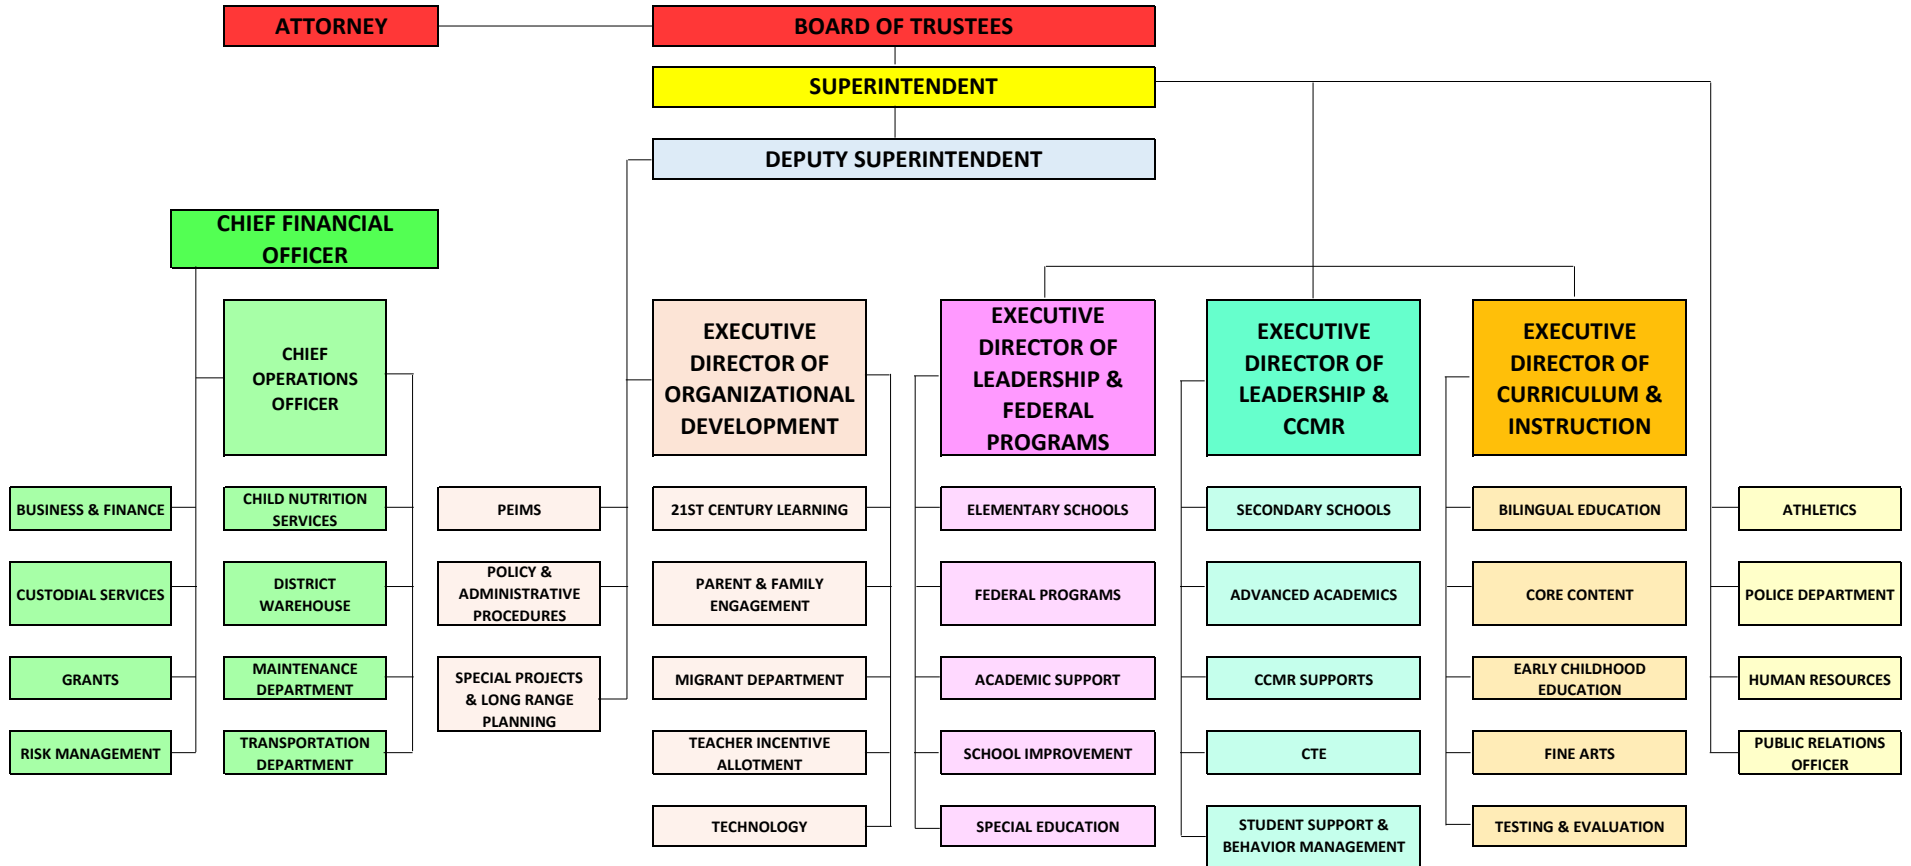 ATTORNEY
BOARD OF TRUSTEES
SUPERINTENDENT
DEPUTY SUPERINTENDENT
CHIEF FINANCIAL
OFFICER
CHIEF
OPERATIONS
OFFICER
EXECUTIVE
DIRECTOR OF
ORGANIZATIONAL
DEVELOPMENT
EXECUTIVE
DIRECTOR OF
LEADERSHIP &
FEDERAL
PROGRAMS
EXECUTIVE
DIRECTOR OF
LEADERSHIP &
CCMR
EXECUTIVE
DIRECTOR OF
CURRICULUM &
INSTRUCTION
BUSINESS & FINANCE
CHILD NUTRITION
SERVICES
PEIMS
21ST CENTURY LEARNING
ELEMENTARY SCHOOLS
SECONDARY SCHOOLS
BILINGUAL EDUCATION
ATHLETICS
CUSTODIAL SERVICES
DISTRICT
WAREHOUSE
POLICY &
ADMINISTRATIVE
PROCEDURES
PARENT & FAMILY
ENGAGEMENT
FEDERAL PROGRAMS
ADVANCED ACADEMICS
CORE CONTENT
POLICE DEPARTMENT
GRANTS
MAINTENANCE
DEPARTMENT
SPECIAL PROJECTS
& LONG RANGE
PLANNING
MIGRANT DEPARTMENT
ACADEMIC SUPPORT
CCMR SUPPORTS
EARLY CHILDHOOD
EDUCATION
HUMAN RESOURCES
RISK MANAGEMENT
TRANSPORTATION
DEPARTMENT
TEACHER INCENTIVE
ALLOTMENT
SCHOOL IMPROVEMENT
CTE
FINE ARTS
PUBLIC RELATIONS
OFFICER
TECHNOLOGY
SPECIAL EDUCATION
STUDENT SUPPORT &
BEHAVIOR MANAGEMENT
TESTING & EVALUATION